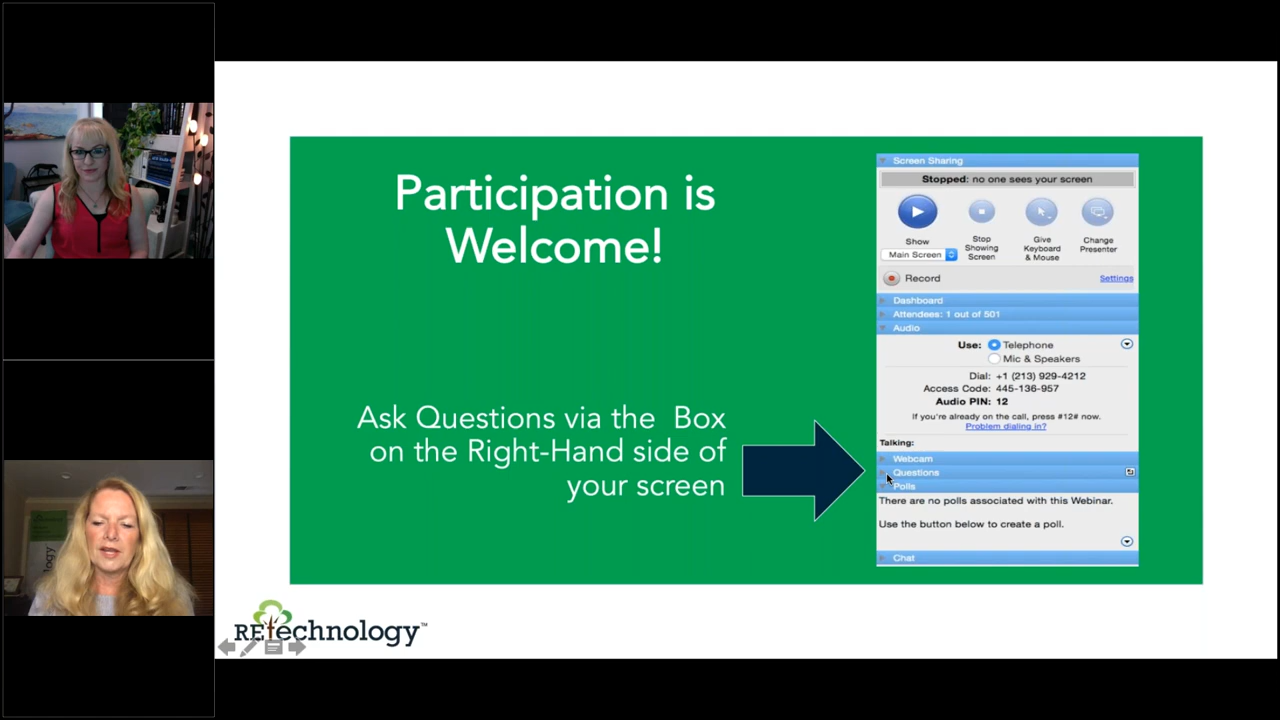 Participation is
Welcome!
Ask Questions via the Box
on the Right-Hand side of
your screen
Screen Sharing
Stopped: no one sees your screen
Show
Main Screen
Stop
Showing
Screen
Give
Keyboard
& Mouse
Change
Presenter
Record
Settings
Dashboard
Attendees: 1 out of 501
Audio
Use: Telephone
Mic & Speakers
Dial: +1 (213) 929-4212
Access Code: 445-136-957
Audio PIN: 12
If you're already on the call, press #12# now.
Problem dialing in?
Talking:
Webcam
Questions
Polls
There are no polls associated with this Webinar.
Use the button below to create a poll.
Chat
REtechnology™